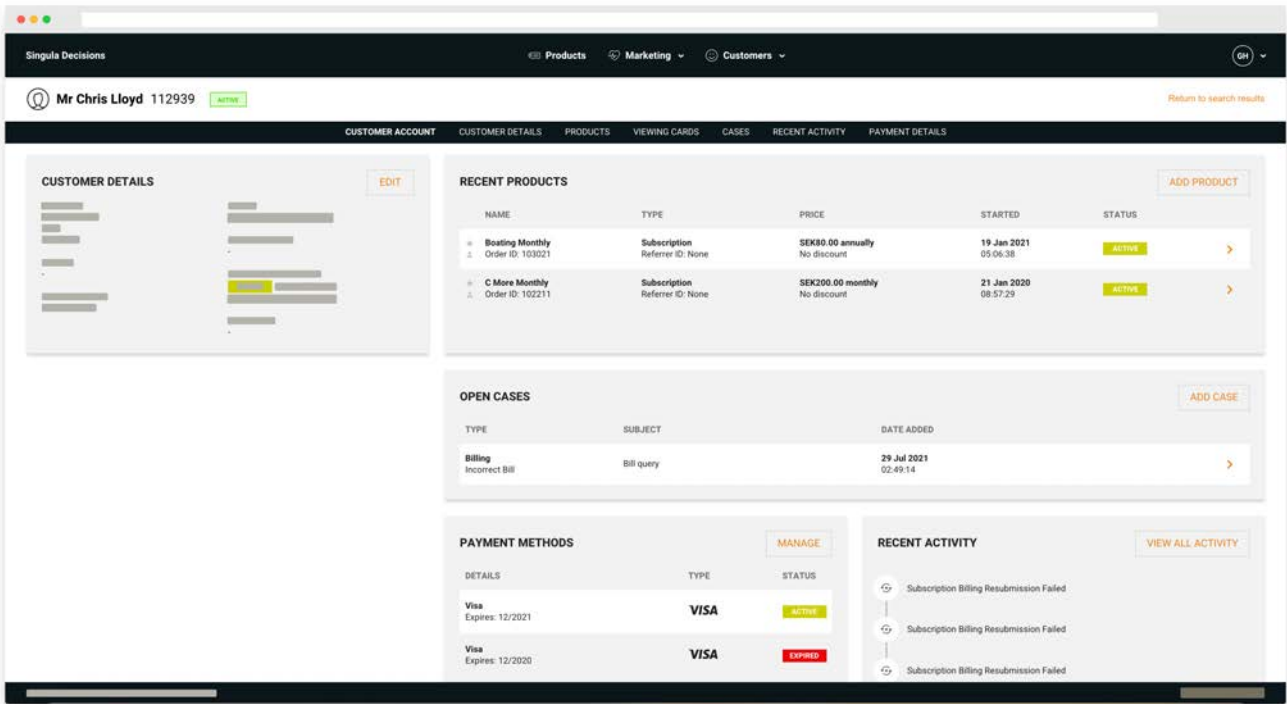 Singula Decisions
Products
Marketing
Customers
GH
Mr Chris Lloyd 112939 ACTIVE
Return to search results
CUSTOMER ACCOUNT CUSTOMER DETAILS PRODUCTS VIEWING CARDS CASES RECENT ACTIVITY PAYMENT DETAILS
CUSTOMER DETAILS
EDIT
RECENT PRODUCTS
ADD PRODUCT
NAME TYPE PRICE STARTED STATUS
Boating Monthly Subscription SEK80.00 annually 19 Jan 2021 ACTIVE
Order ID: 103021 Referrer ID: None No discount 05:06:38
C More Monthly Subscription SEK200.00 monthly 21 Jan 2020 ACTIVE
Order ID: 102211 Referrer ID: None No discount 08:57:29
OPEN CASES
ADD CASE
TYPE SUBJECT DATE ADDED
Billing Bill query 29 Jul 2021
Incorrect Bill 02:49:14
PAYMENT METHODS
MANAGE
DETAILS TYPE STATUS
Visa VISA ACTIVE
Expires: 12/2021
Visa VISA EXPIRED
Expires: 12/2020
RECENT ACTIVITY
VIEW ALL ACTIVITY
Subscription Billing Resubmission Failed
Subscription Billing Resubmission Failed
Subscription Billing Resubmission Failed